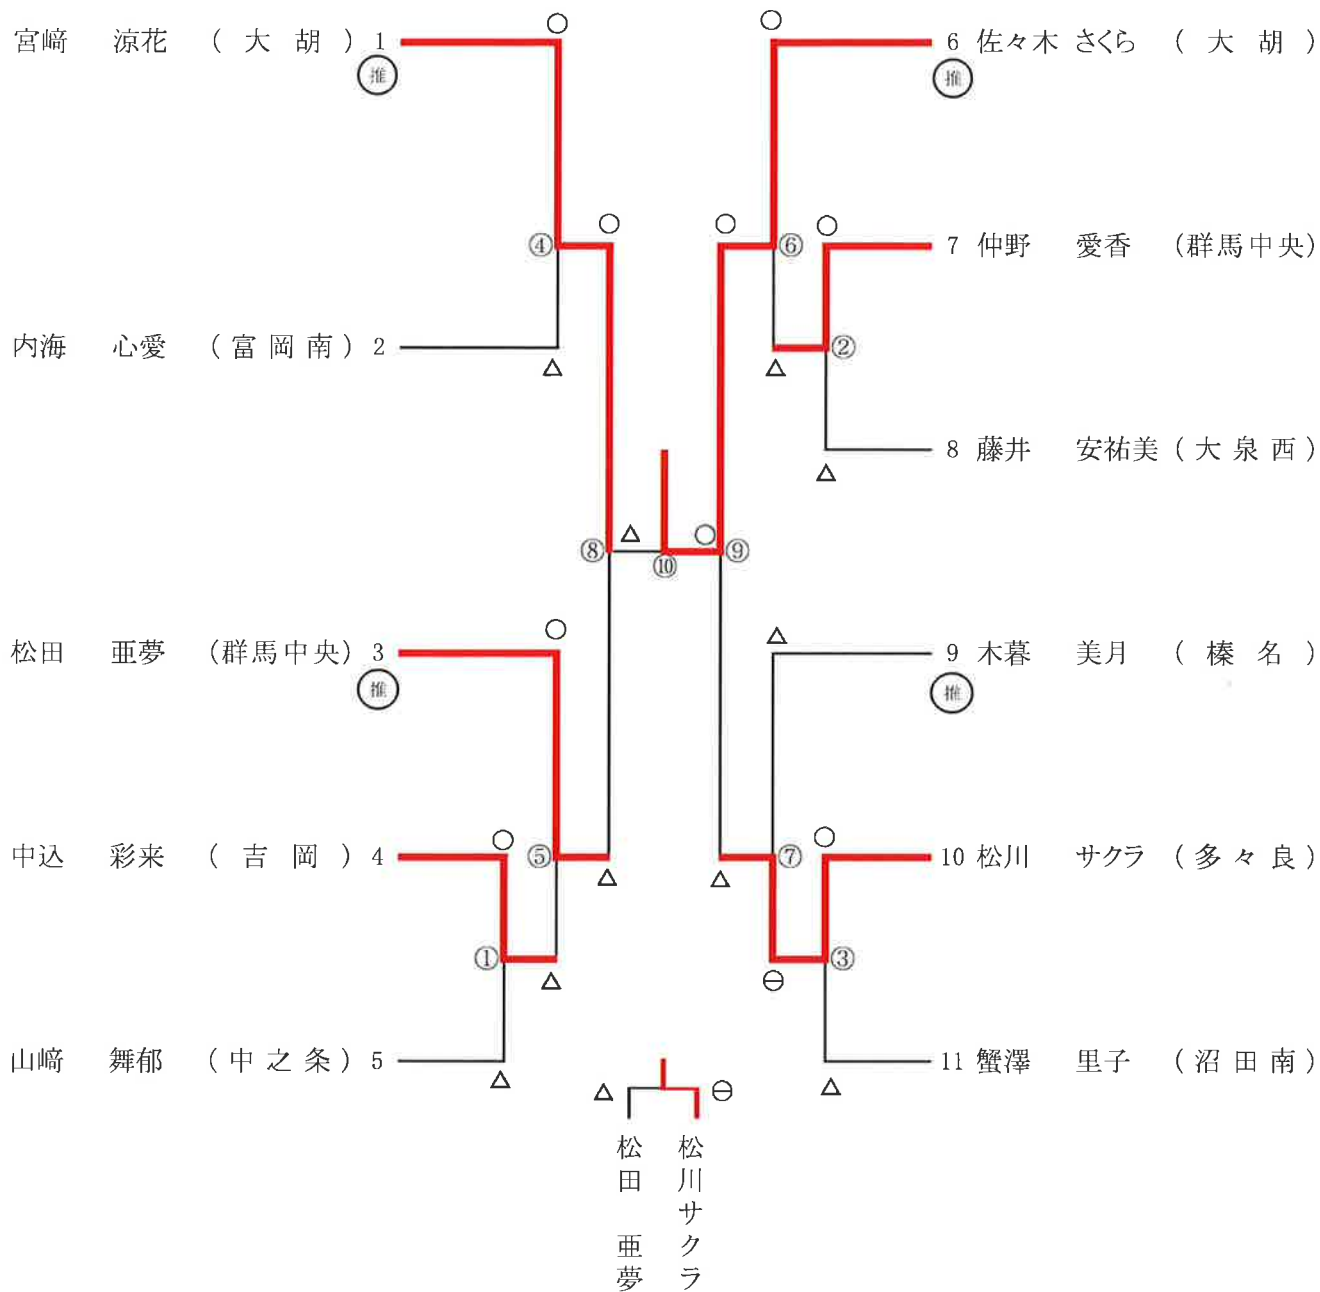 宮﨑 涼花 (大胡) 1
推
内海 心愛 (富岡南) 2
松田 亜夢 (群馬中央) 3
推
中込 彩来 (吉岡) 4
山﨑 舞郁 (中之条) 5
6 佐々木 さくら (大胡)
推
7 仲野 愛香 (群馬中央)
8 藤井 安祐美 (大泉西)
9 木暮 美月 (榛名)
推
10 松川 サクラ (多々良)
11 蟹澤 里子 (沼田南)
④
⑥
②
⑧
⑩
⑨
⑤
⑦
①
③
松田 亜夢
松川サクラ